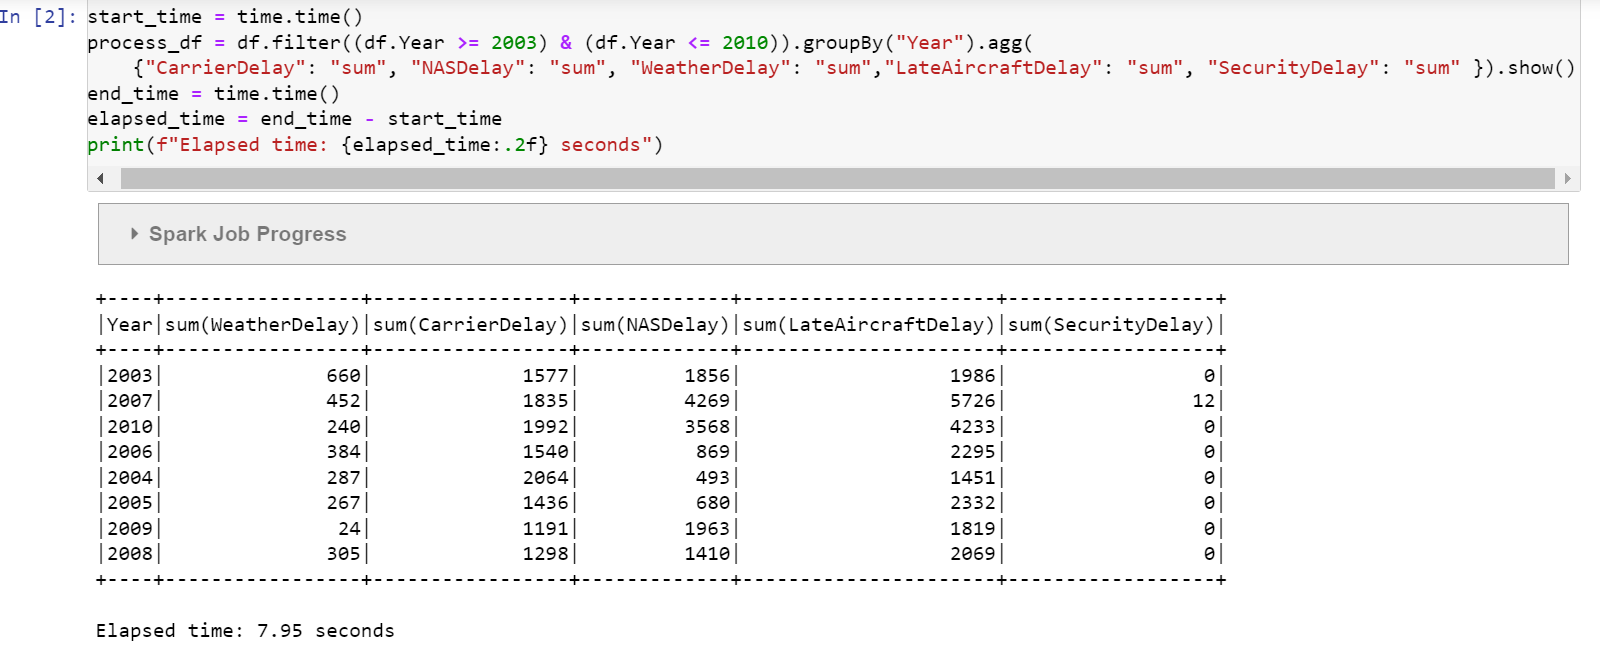 In [2]: start_time = time.time()
process_df = df.filter((df.Year >= 2003) & (df.Year <= 2010)).groupBy("Year").agg(
    {"CarrierDelay": "sum", "NASDelay": "sum", "WeatherDelay": "sum","LateAircraftDelay": "sum", "SecurityDelay": "sum" }).show()
end_time = time.time()
elapsed_time = end_time - start_time
print(f"Elapsed time: {elapsed_time:.2f} seconds")
Spark Job Progress
+----+-----------------+-----------------+-------------+----------------------+------------------+
|Year|sum(WeatherDelay)|sum(CarrierDelay)|sum(NASDelay)|sum(LateAircraftDelay)|sum(SecurityDelay)|
+----+-----------------+-----------------+-------------+----------------------+------------------+
|2003|              660|             1577|         1856|                  1986|                 0|
|2007|              452|             1835|         4269|                  5726|                12|
|2010|              240|             1992|         3568|                  4233|                 0|
|2006|              384|             1540|          869|                  2295|                 0|
|2004|              287|             2064|          493|                  1451|                 0|
|2005|              267|             1436|          680|                  2332|                 0|
|2009|               24|             1191|         1963|                  1819|                 0|
|2008|              305|             1298|         1410|                  2069|                 0|
+----+-----------------+-----------------+-------------+----------------------+------------------+
Elapsed time: 7.95 seconds